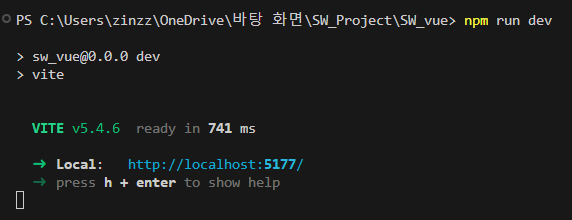 PS C:\Users\zinzz\OneDrive\바탕 화면\SW_Project\SW_vue> npm run dev
> sw_vue@0.0.0 dev
> vite
VITE v5.4.6 ready in 741 ms
➜ Local: http://localhost:5177/
➜ press h + enter to show help